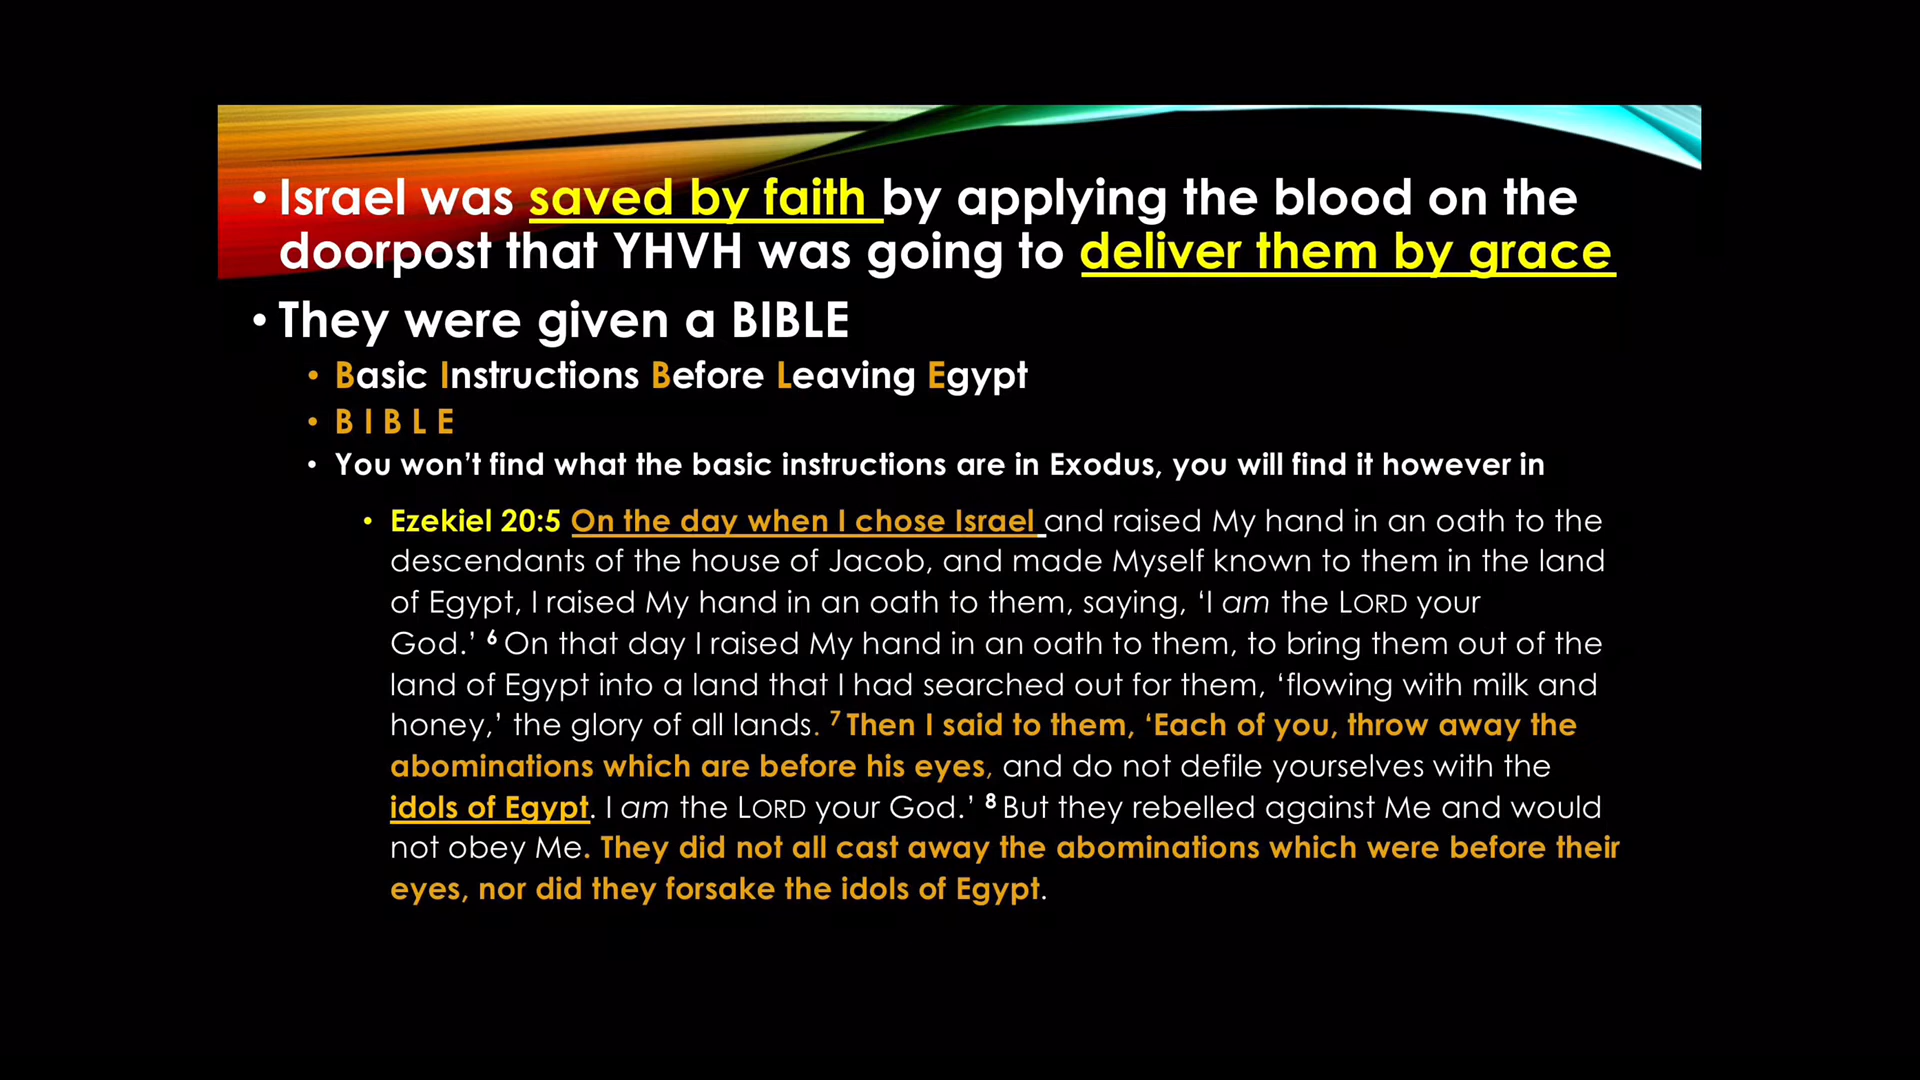 • Israel was saved by faith by applying the blood on the
doorpost that YHVH was going to deliver them by grace
• They were given a BIBLE
• Basic Instructions Before Leaving Egypt
• B I B L E
• You won’t find what the basic instructions are in Exodus, you will find it however in
• Ezekiel 20:5 On the day when I chose Israel and raised My hand in an oath to the
descendants of the house of Jacob, and made Myself known to them in the land
of Egypt, I raised My hand in an oath to them, saying, ‘I am the LORD your
God.’ 6 On that day I raised My hand in an oath to them, to bring them out of the
land of Egypt into a land that I had searched out for them, ‘flowing with milk and
honey,’ the glory of all lands. 7 Then I said to them, ‘Each of you, throw away the
abominations which are before his eyes, and do not defile yourselves with the
idols of Egypt. I am the LORD your God.’ 8 But they rebelled against Me and would
not obey Me. They did not all cast away the abominations which were before their
eyes, nor did they forsake the idols of Egypt.